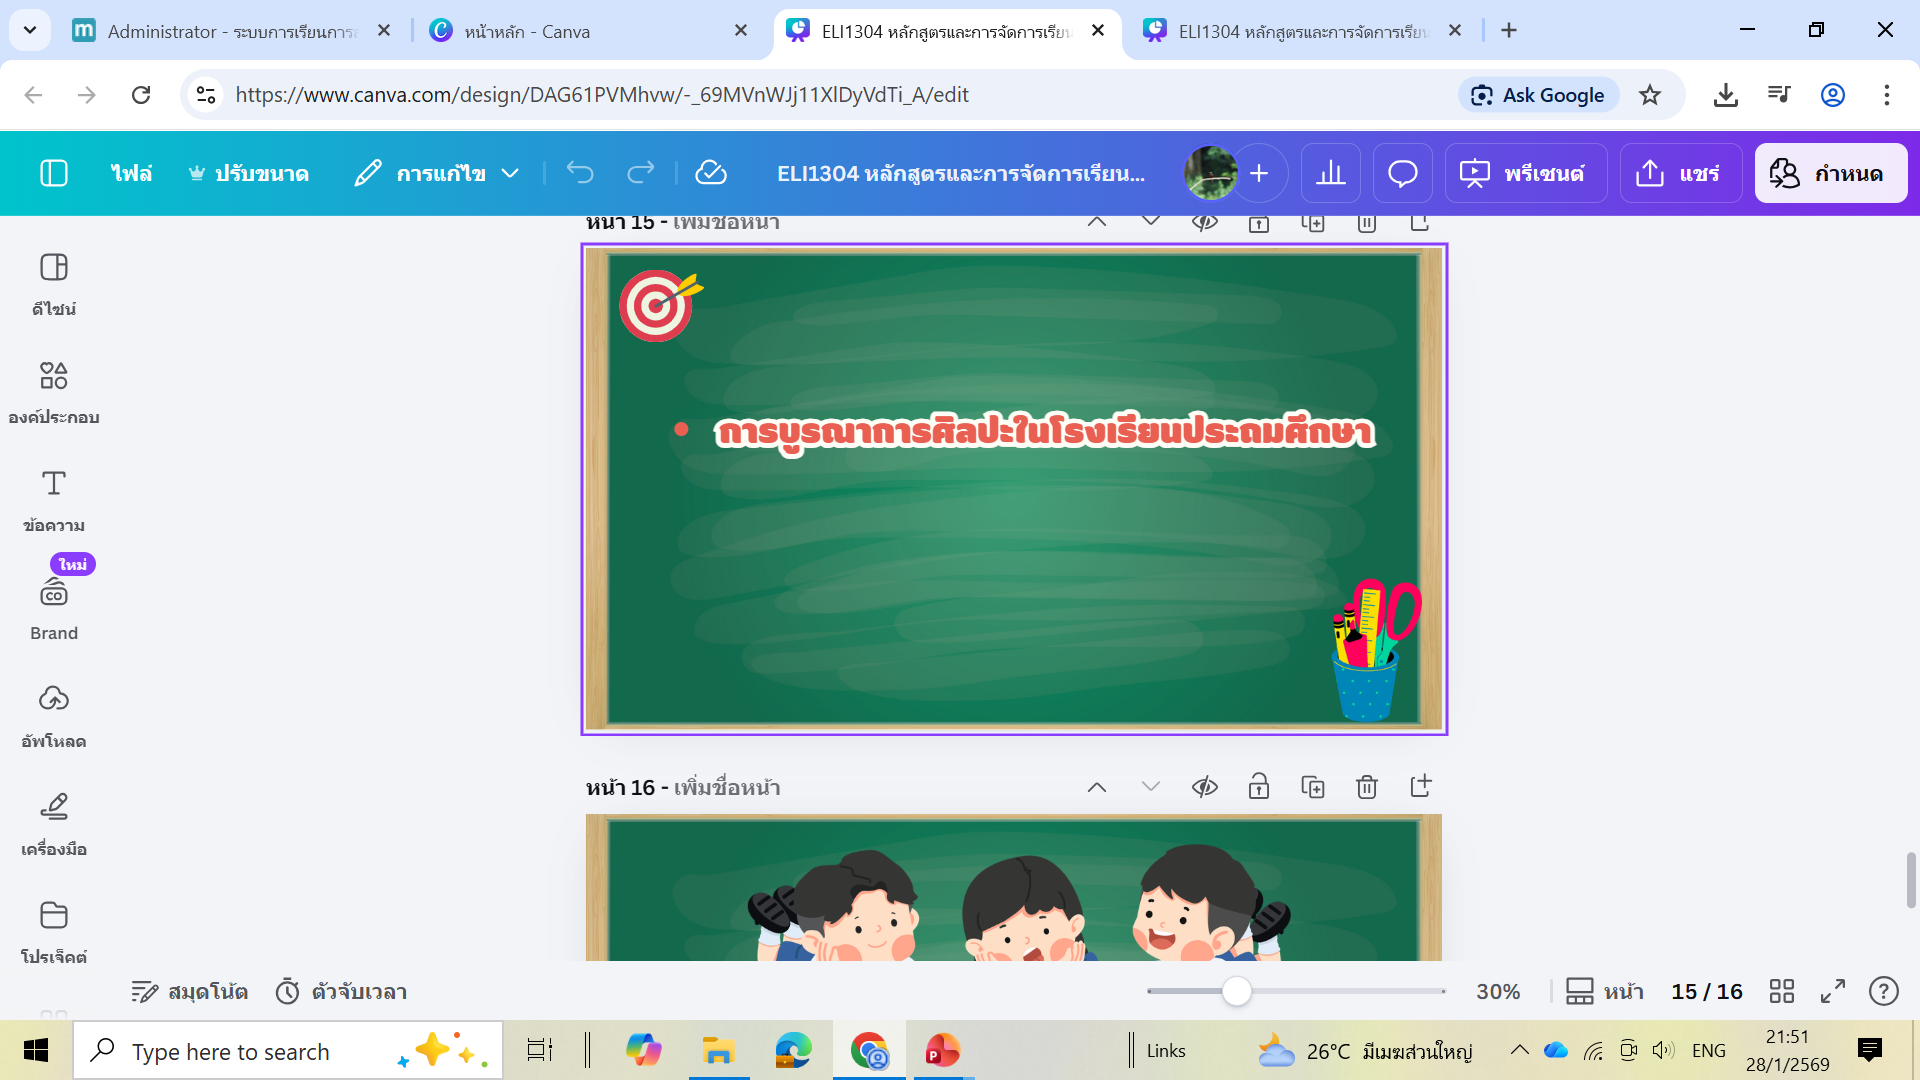 Administrator - ระบบการเรียนการส
หน้าหลัก - Canva
ELI1304 หลักสูตรและการจัดการเรียน
ELI1304 หลักสูตรและการจัดการเรียน
https://www.canva.com/design/DAG61PVMhvw/-_69MVnWJj11XlDyVdTi_A/edit
Ask Google
ไฟล์
ปรับขนาด
การแก้ไข
ELI1304 หลักสูตรและการจัดการเรียน...
พรีเซนต์
แชร์
กำหนด
หน้า 15 - เพิ่มชื่อหน้า
ดีไซน์
องค์ประกอบ
ข้อความ
ใหม่
Brand
อัพโหลด
เครื่องมือ
โปรเจ็คต์
• การบูรณาการศิลปะในโรงเรียนประถมศึกษา
หน้า 16 - เพิ่มชื่อหน้า
สมุดโน้ต
ตัวจับเวลา
30%
หน้า
15 / 16
Type here to search
Links
26°C มีเมฆส่วนใหญ่
ENG
21:51
28/1/2569